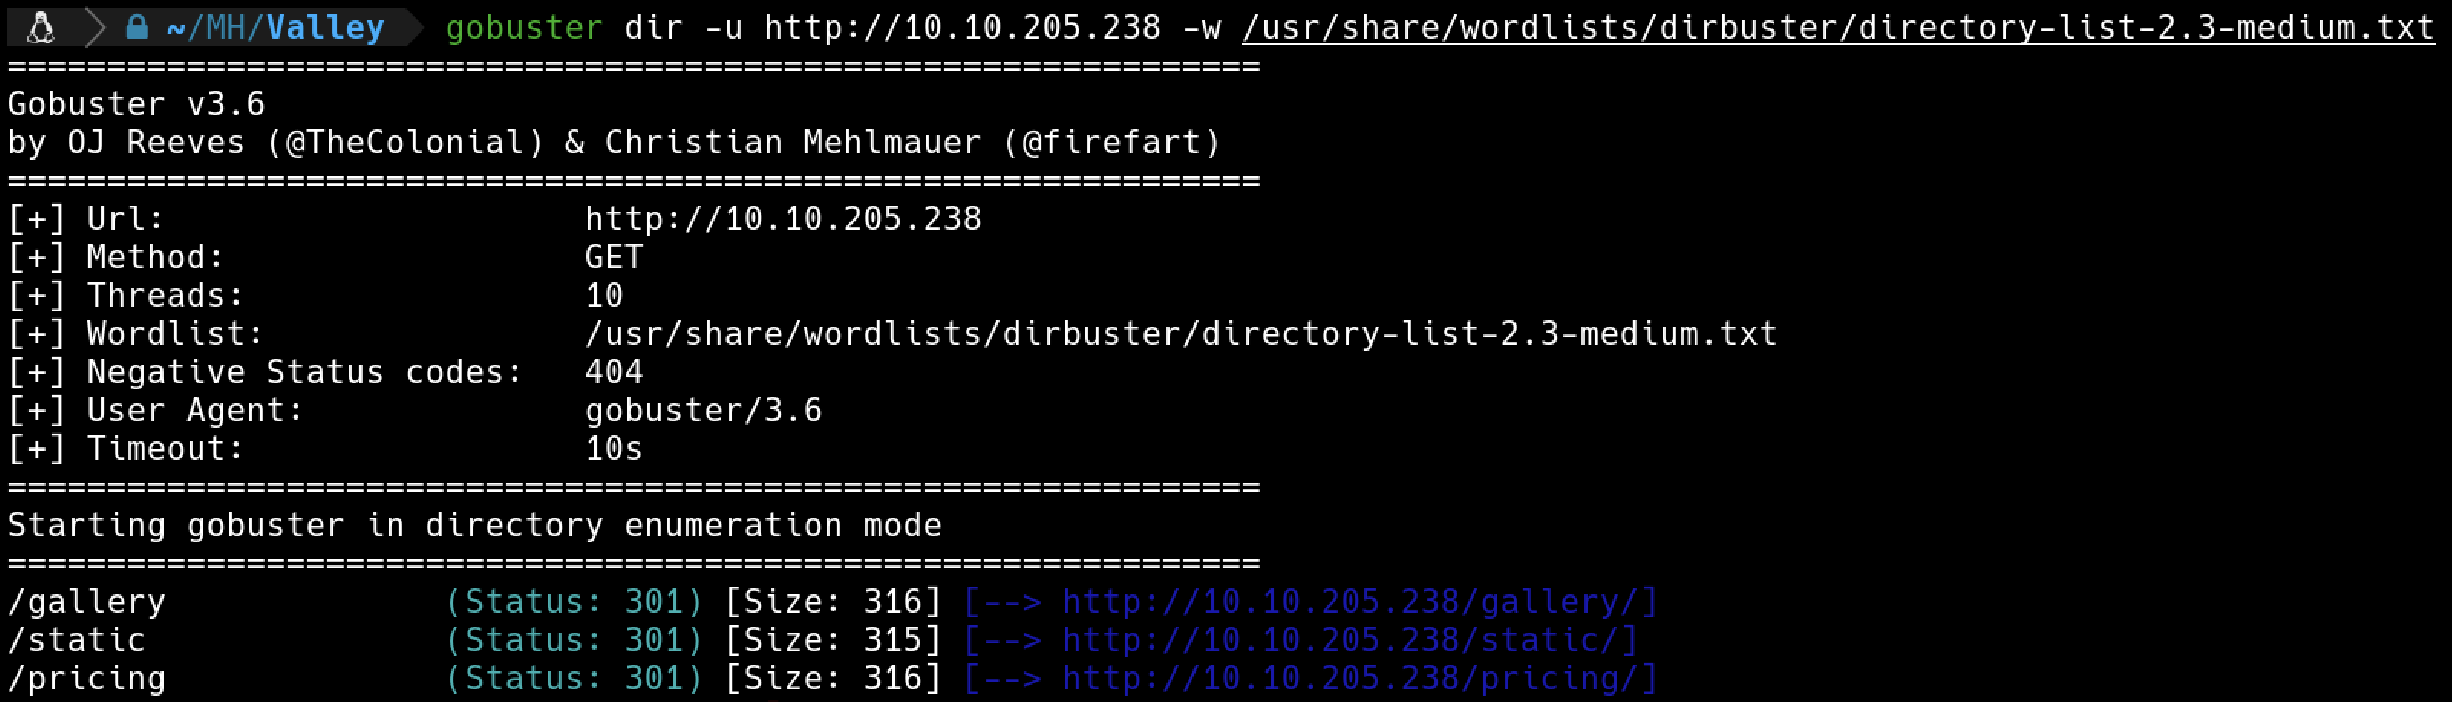 ~/MH/Valley gobuster dir -u http://10.10.205.238 -w /usr/share/wordlists/dirbuster/directory-list-2.3-medium.txt
===============================================================
Gobuster v3.6
by OJ Reeves (@TheColonial) & Christian Mehlmauer (@firefart)
===============================================================
[+] Url:                     http://10.10.205.238
[+] Method:                  GET
[+] Threads:                 10
[+] Wordlist:                /usr/share/wordlists/dirbuster/directory-list-2.3-medium.txt
[+] Negative Status codes:   404
[+] User Agent:              gobuster/3.6
[+] Timeout:                 10s
===============================================================
Starting gobuster in directory enumeration mode
===============================================================
/gallery              (Status: 301) [Size: 316] [--> http://10.10.205.238/gallery/]
/static               (Status: 301) [Size: 315] [--> http://10.10.205.238/static/]
/pricing              (Status: 301) [Size: 316] [--> http://10.10.205.238/pricing/]